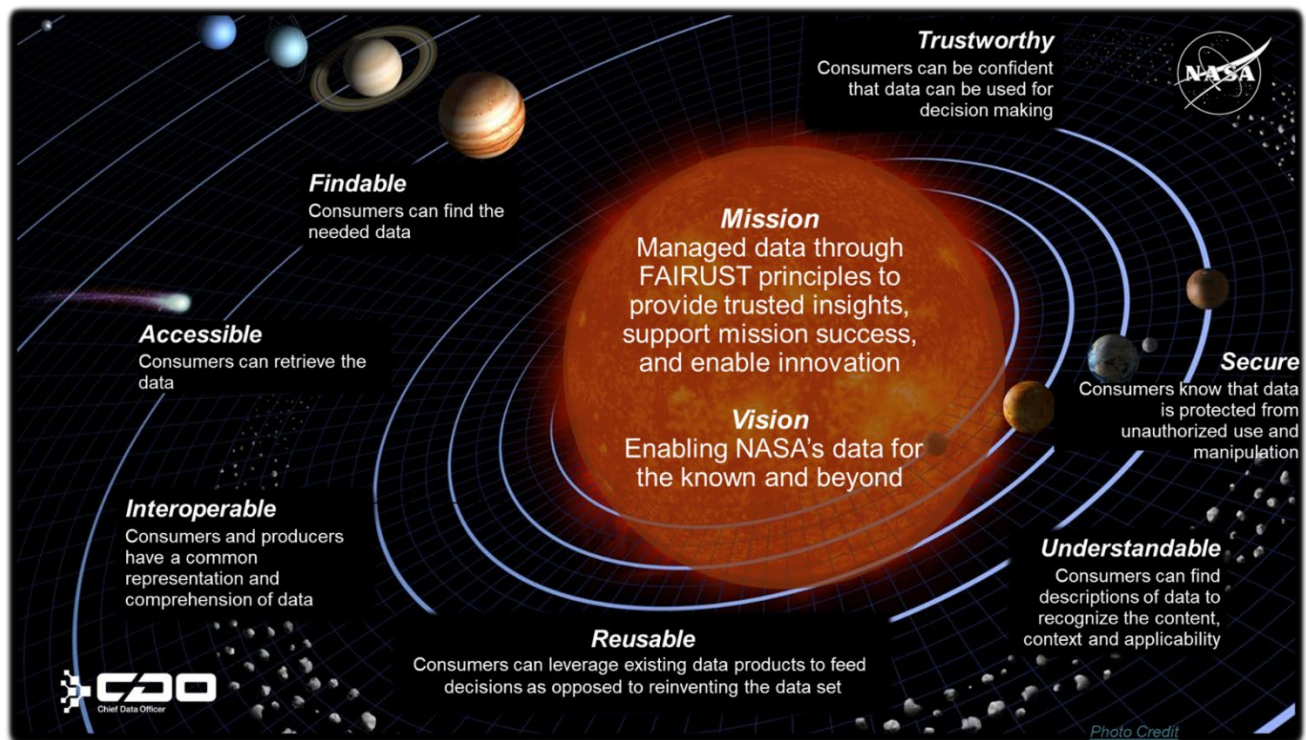 Trustworthy
Consumers can be confident
that data can be used for
decision making
NASA
Findable
Consumers can find the
needed data
Mission
Managed data through
FAIRUST principles to
provide trusted insights,
support mission success,
and enable innovation
Vision
Enabling NASA's data for
the known and beyond
Accessible
Consumers can retrieve the
data
Secure
Consumers know that data
is protected from
unauthorized use and
manipulation
Interoperable
Consumers and producers
have a common
representation and
comprehension of data
Understandable
Consumers can find
descriptions of data to
recognize the content,
context and applicability
Reusable
Consumers can leverage existing data products to feed
decisions as opposed to reinventing the data set
CDO
Chief Data Officer
Photo Credit